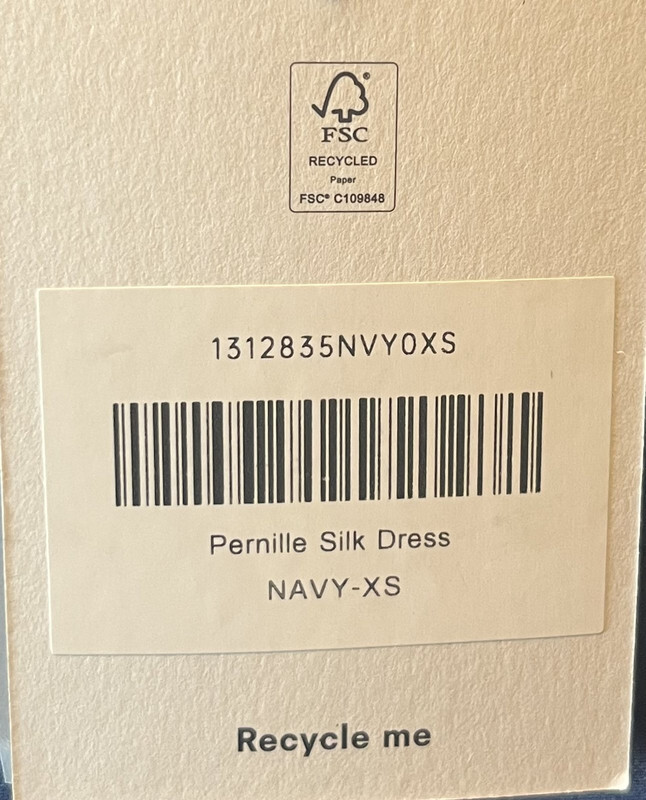 FSC®
RECYCLED
Paper
FSC® C109848
1312835NVY0XS
Pernille Silk Dress
NAVY-XS
Recycle me